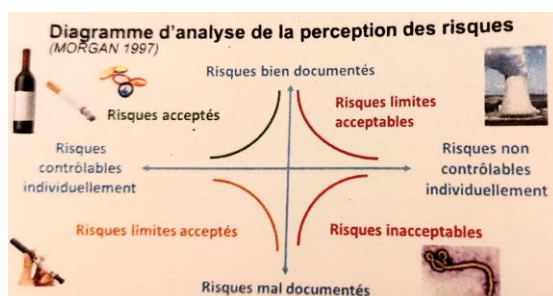 Diagramme d'analyse de la perception des risques
(MORGAN 1997)
Risques bien documentés
Risques acceptés
Risques limites
acceptables
Risques
contrôlables
individuellement
Risques non
contrôlables
individuellement
Risques limites acceptés
Risques inacceptables
Risques mal documentés